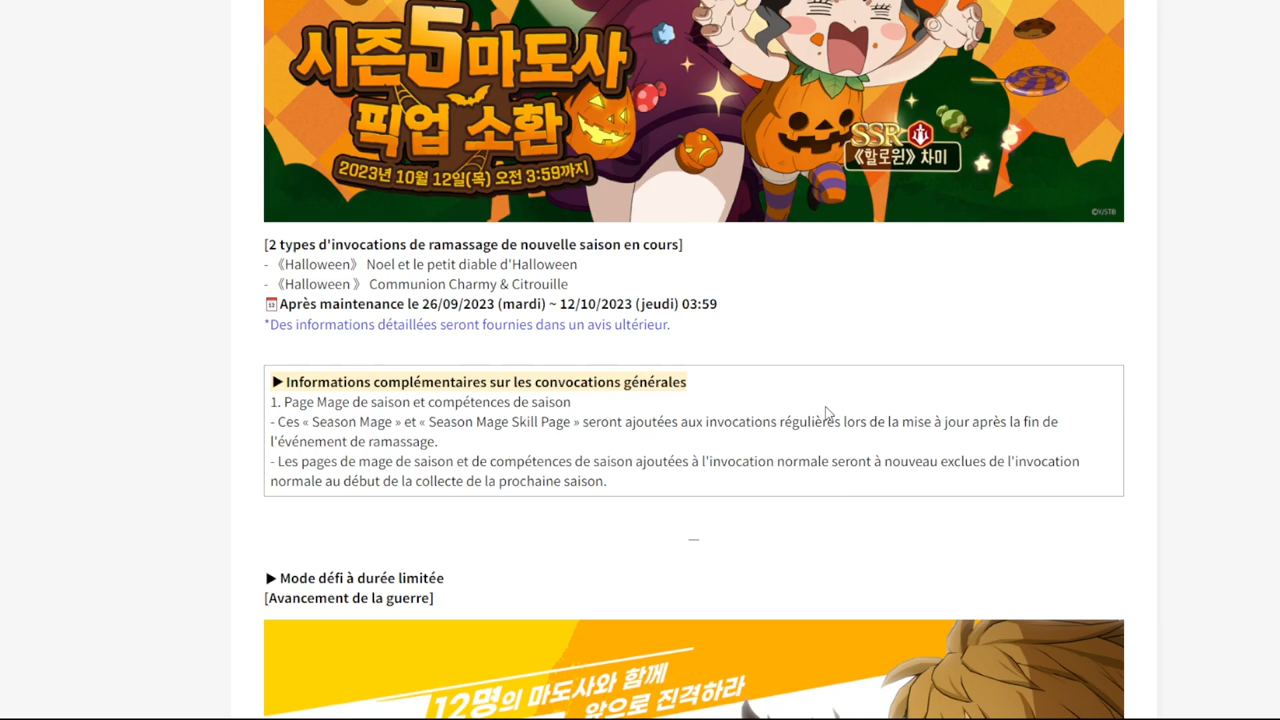 시즌5 마도사
픽업 소환
2023년 10월 12일(목) 오전 3:59까지
SSR
《할로윈》 차미
©Y/STB
[2 types d'invocations de ramassage de nouvelle saison en cours]
- 《Halloween》 Noel et le petit diable d'Halloween
- 《Halloween 》 Communion Charmy & Citrouille
Après maintenance le 26/09/2023 (mardi) ~ 12/10/2023 (jeudi) 03:59
*Des informations détaillées seront fournies dans un avis ultérieur.
▶ Informations complémentaires sur les convocations générales
1. Page Mage de saison et compétences de saison
- Ces « Season Mage » et « Season Mage Skill Page » seront ajoutées aux invocations régulières lors de la mise à jour après la fin de
l'événement de ramassage.
- Les pages de mage de saison et de compétences de saison ajoutées à l'invocation normale seront à nouveau exclues de l'invocation
normale au début de la collecte de la prochaine saison.
—
▶ Mode défi à durée limitée
[Avancement de la guerre]
12명의 마도사와 함께
앞으로 진격하라